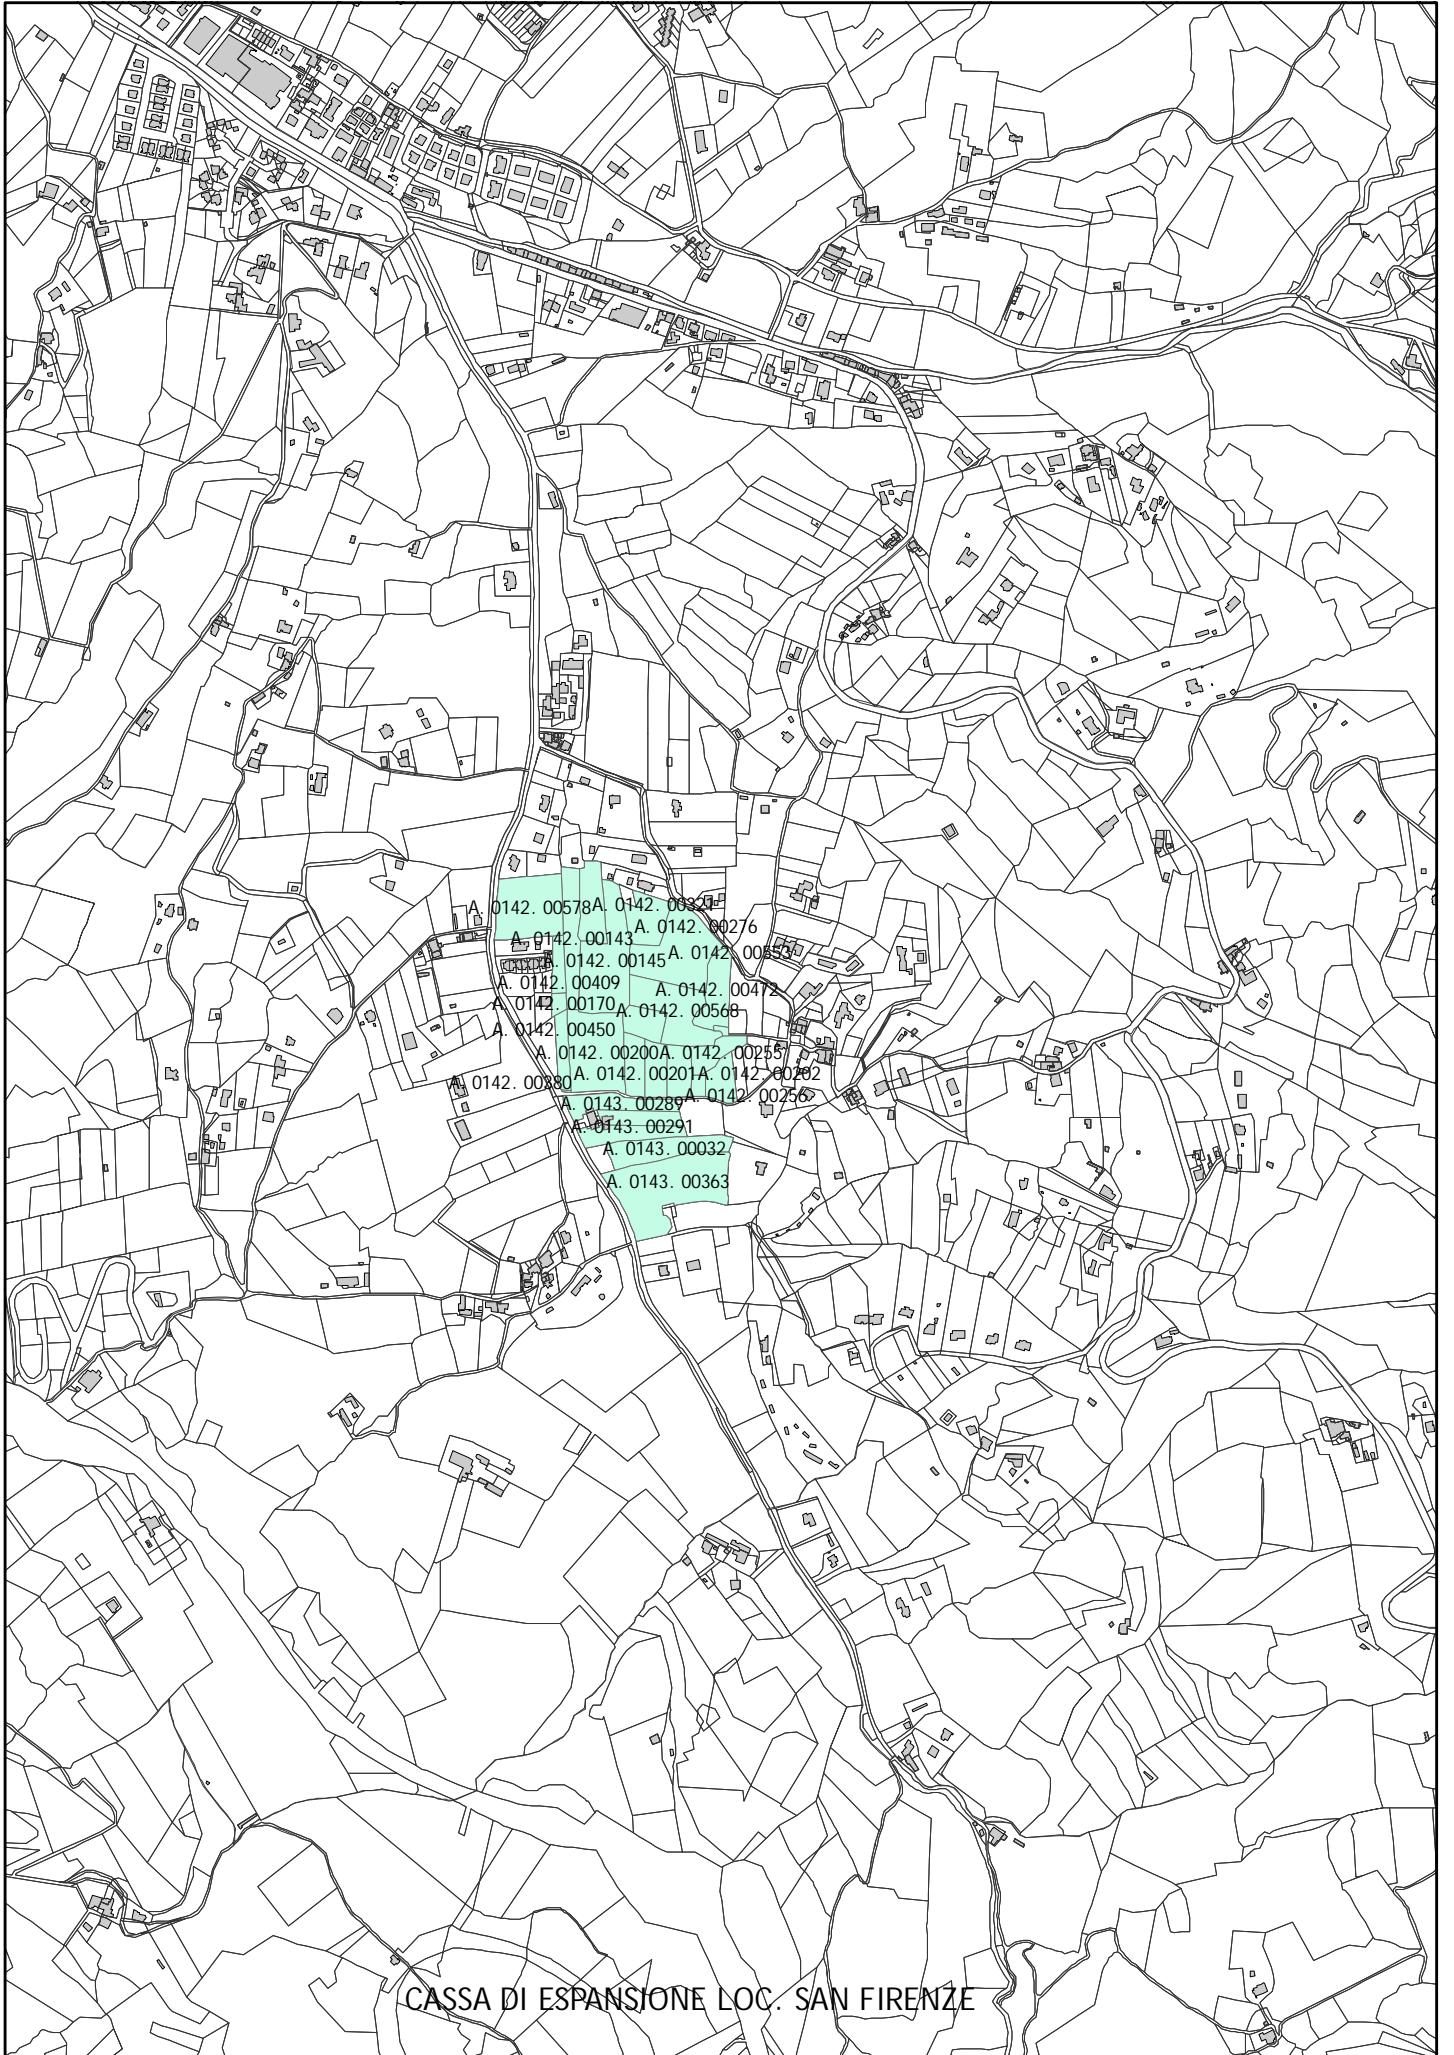 A. 0142. 00578
A. 0142. 00321
A. 0142. 00276
A. 0142. 00143
A. 0142. 00553
A. 0142. 00145
A. 0142. 00409
A. 0142. 00472
A. 0142. 00170
A. 0142. 00568
A. 0142. 00450
A. 0142. 00200
A. 0142. 00255
A. 0142. 00201
A. 0142. 00202
A. 0142. 00380
A. 0142. 00256
A. 0143. 00289
A. 0143. 00291
A. 0143. 00032
A. 0143. 00363
CASSA DI ESPANSIONE LOC. SAN FIRENZE